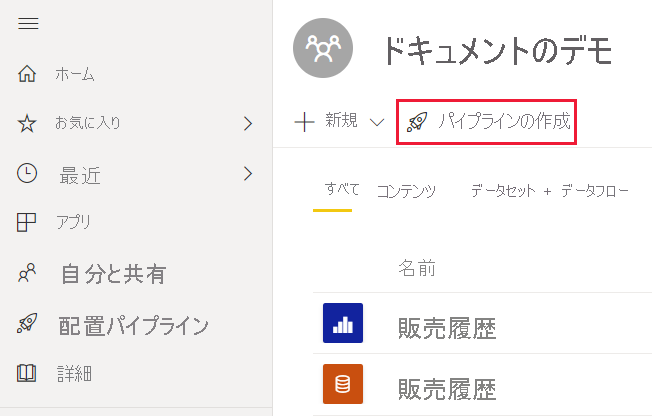 ホーム
お気に入り
最近
アプリ
自分と共有
配置パイプライン
詳細
ドキュメントのデモ
新規
パイプラインの作成
すべて コンテンツ データセット + データフロー
名前
販売履歴
販売履歴